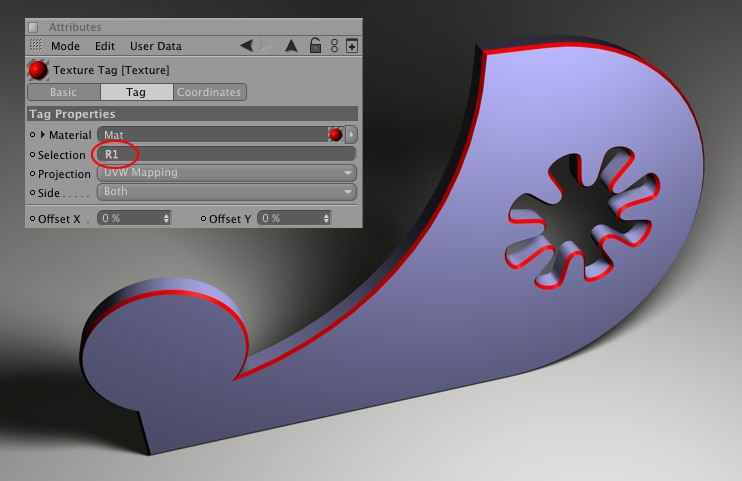 Attributes
Mode Edit User Data
Texture Tag [Texture]
Basic Tag Coordinates
Tag Properties
Material Mat
Selection R1
Projection UVW Mapping
Side . . . . . Both
Offset X . 0 % Offset Y 0 %